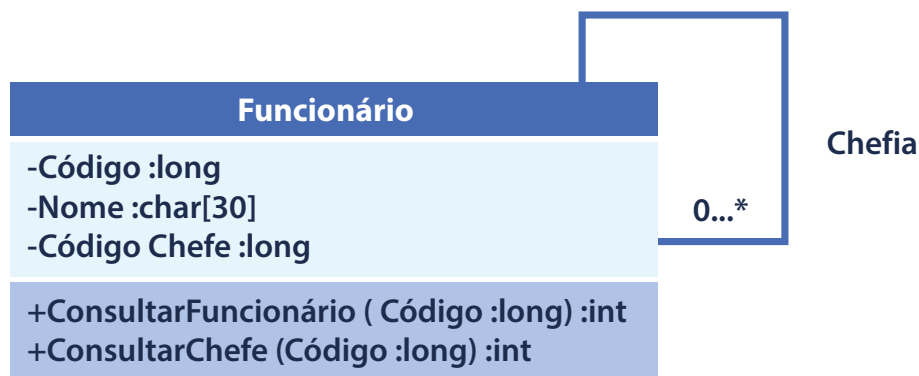 Funcionário
-Código :long
-Nome :char[30]
-Código Chefe :long
+ConsultarFuncionário ( Código :long) :int
+ConsultarChefe (Código :long) :int
Chefia
0...*